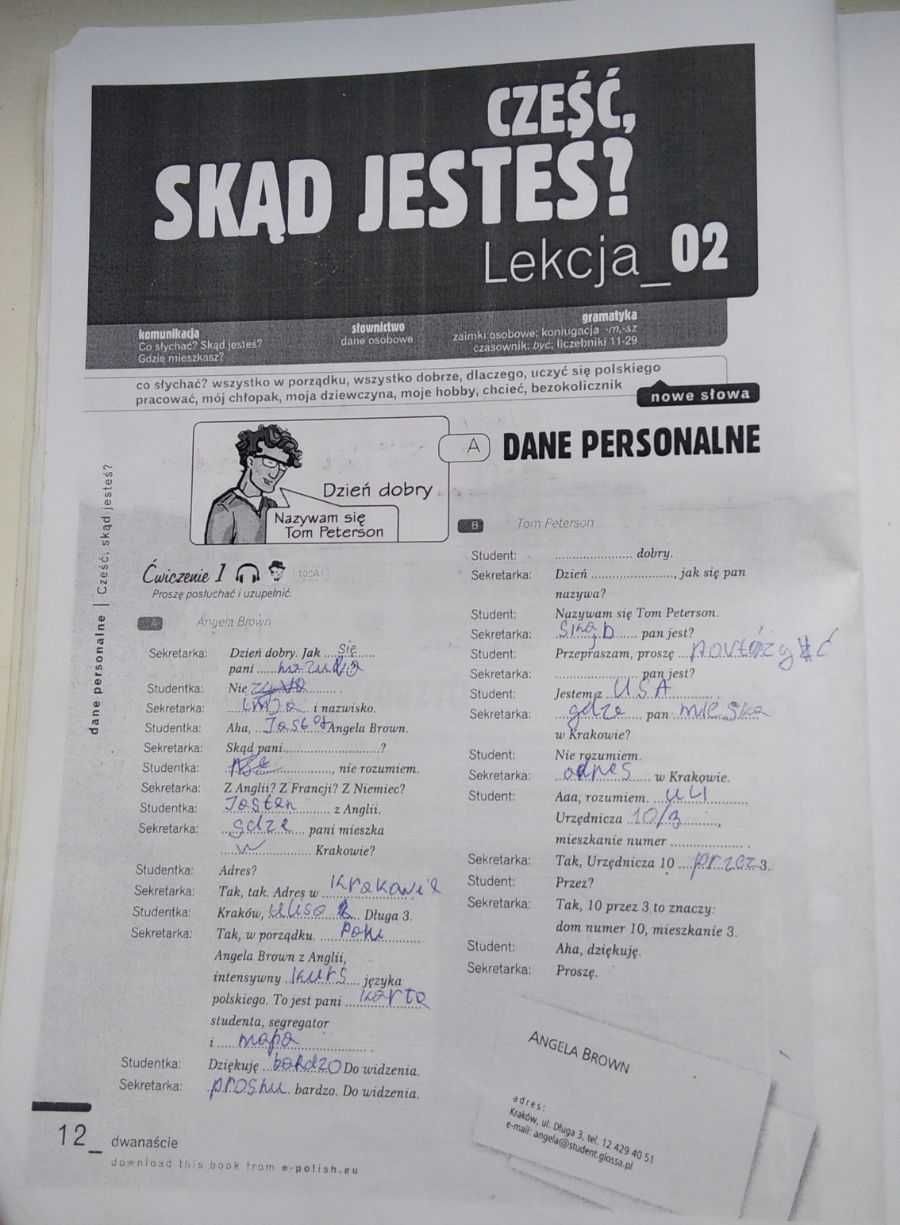 CZEŚĆ,
SKĄD JESTEŚ?
Lekcja_02
komunikacja
Co słychać? Skąd jesteś?
Gdzie mieszkasz?
słownictwo
dane osobowe
gramatyka
zaimki osobowe: koniugacja -m,-sz
czasownik: być, liczebniki 11-29
co słychać? wszystko w porządku, wszystko dobrze, dlaczego, uczyć się polskiego
pracować, mój chłopak, moja dziewczyna, moje hobby, chcieć, bezokolicznik
nowe słowa
A DANE PERSONALNE
Dzień dobry
Nazywam się
Tom Peterson
dane personalne | Cześć, skąd jesteś?
Ćwiczenie 1
Proszę posłuchać i uzupełnić.
A Angela Brown
Sekretarka: Dzień dobry. Jak ....się
pani ....
Studentka: Nie .... .
Sekretarka: .... i nazwisko.
Studentka: Aha, .... Angela Brown.
Sekretarka: Skąd pani..............................?
Studentka: ...................., nie rozumiem.
Sekretarka: Z Anglii? Z Francji? Z Niemiec?
Studentka: Josten z Anglii.
Sekretarka: gdze pani mieszka
w ............ Krakowie?
Studentka: Adres?
Sekretarka: Tak, tak. Adres w Krakowie
Studentka: Kraków, .... Długa 3.
Sekretarka: Tak, w porządku. ....
Angela Brown z Anglii,
intensywny kurs języka
polskiego. To jest pani karta
studenta, segregator
i mapa .
Studentka: Dziękuję bardzo Do widzenia.
Sekretarka: proshu. bardzo. Do widzenia.
B Tom Peterson
Student: ...................... dobry.
Sekretarka: Dzień ......................, jak się pan
nazywa?
Student: Nazywam się Tom Peterson.
Sekretarka: .... pan jest?
Student: Przepraszam, proszę ....
Sekretarka: ........................ pan jest?
Student: Jestem z USA .
Sekretarka: gdze pan mieska
w Krakowie?
Student: Nie rozumiem.
Sekretarka: adres w Krakowie.
Student: Aaa, rozumiem. uli
Urzędnicza 10/3 ,
mieszkanie numer ..................... .
Sekretarka: Tak, Urzędnicza 10 przez 3.
Student: Przez?
Sekretarka: Tak, 10 przez 3 to znaczy:
dom numer 10, mieszkanie 3.
Student: Aha, dziękuję.
Sekretarka: Proszę.
ANGELA BROWN
adres:
Kraków, ul. Długa 3, tel. 12 429 40 51
e-mail: angela@student.glossa.pl
12_ dwanaście
download this book from e-polish.eu